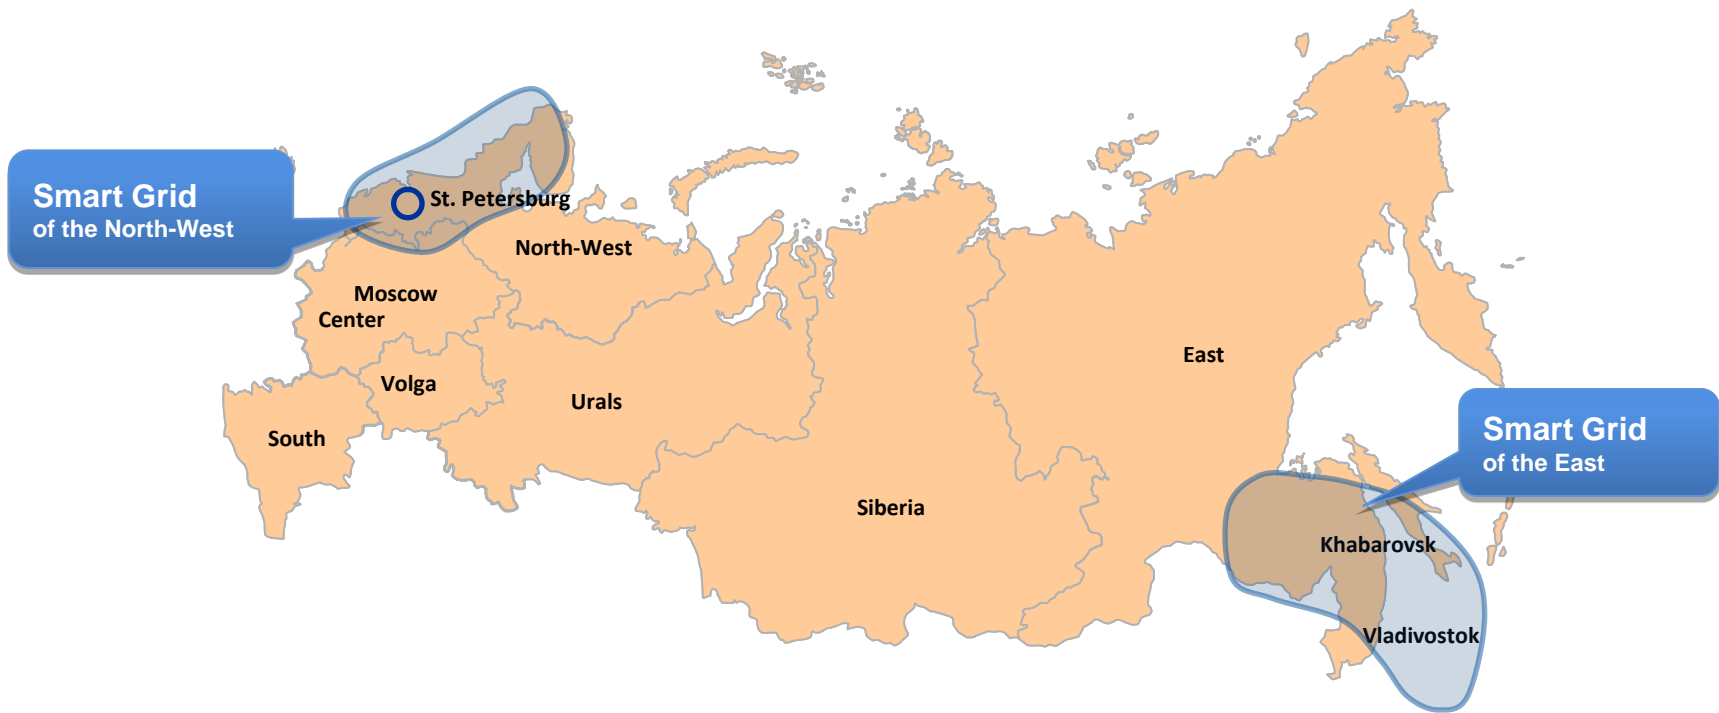 Smart Grid
of the North-West
St. Petersburg
North-West
Moscow
Center
Volga
South
Urals
Siberia
East
Smart Grid
of the East
Khabarovsk
Vladivostok